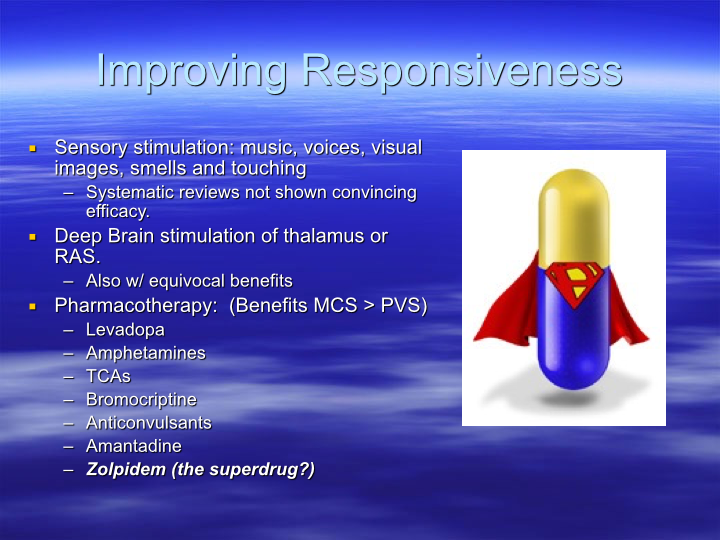 Improving Responsiveness
▪ Sensory stimulation: music, voices, visual
images, smells and touching
– Systematic reviews not shown convincing
efficacy.
▪ Deep Brain stimulation of thalamus or
RAS.
– Also w/ equivocal benefits
▪ Pharmacotherapy:  (Benefits MCS > PVS)
– Levadopa
– Amphetamines
– TCAs
– Bromocriptine
– Anticonvulsants
– Amantadine
– Zolpidem (the superdrug?)